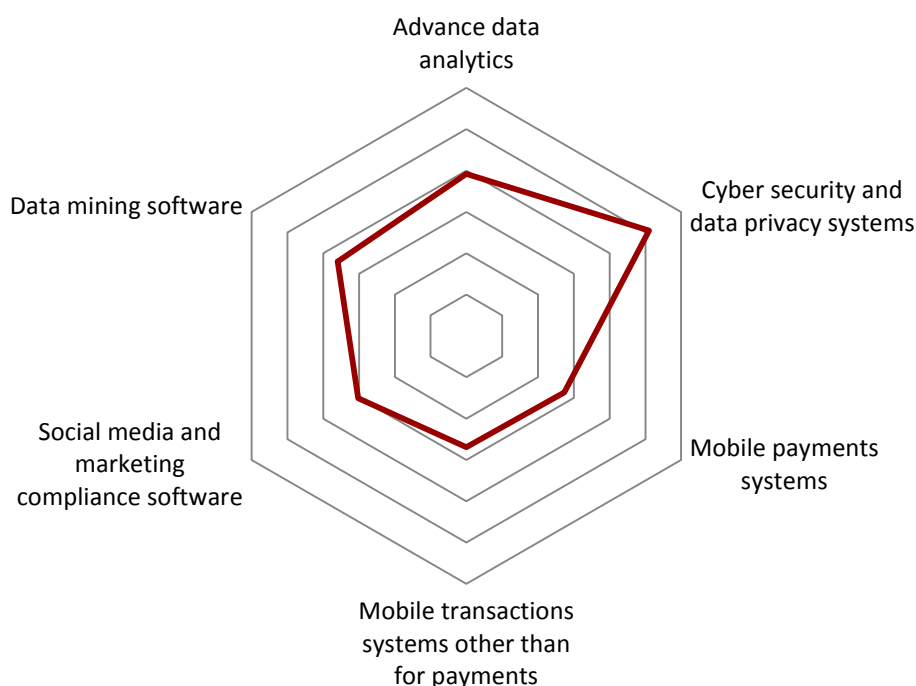 Advance data
analytics
Cyber security and
data privacy systems
Mobile payments
systems
Mobile transactions
systems other than
for payments
Social media and
marketing
compliance software
Data mining software